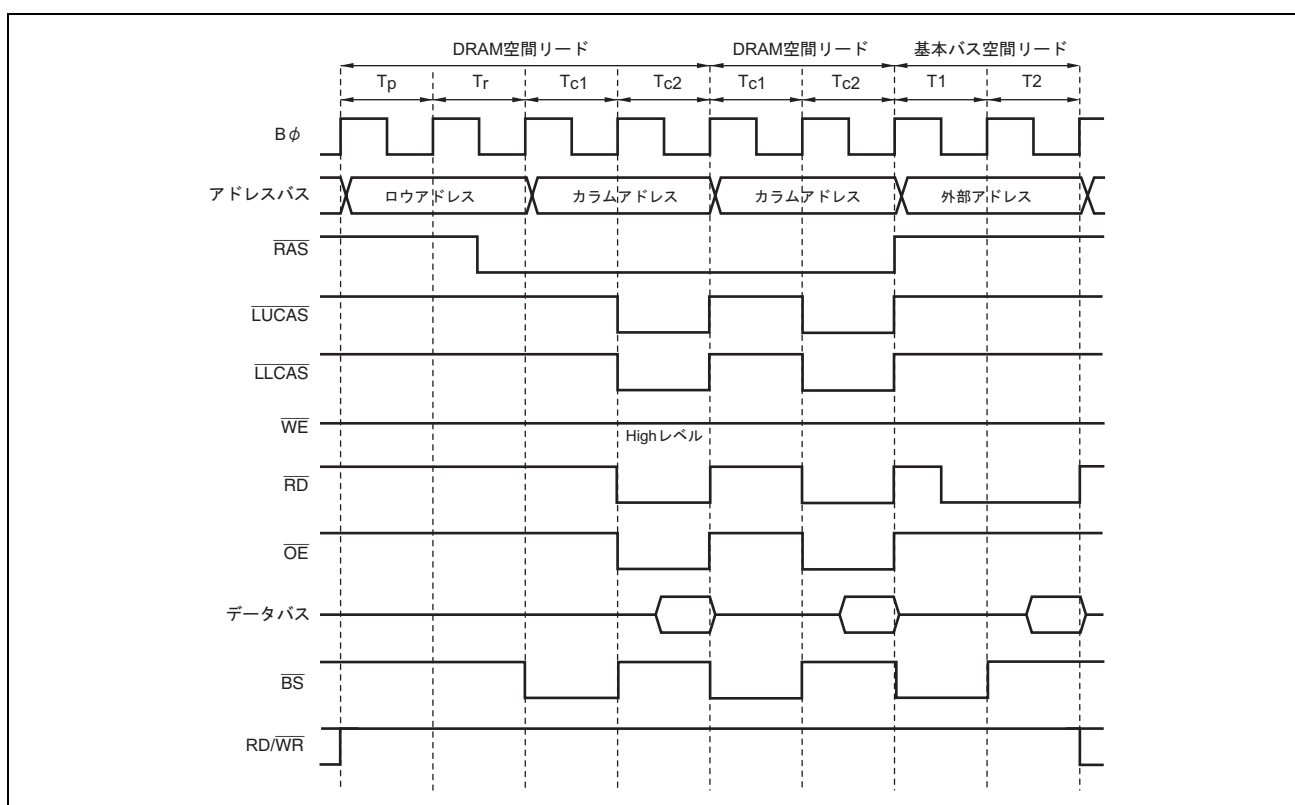 DRAM空間リード DRAM空間リード 基本バス空間リード
Tp Tr Tc1 Tc2 Tc1 Tc2 T1 T2
Bφ
アドレスバス ロウアドレス カラムアドレス カラムアドレス 外部アドレス
RAS
LUCAS
LLCAS
WE
Highレベル
RD
OE
データバス
BS
RD/WR